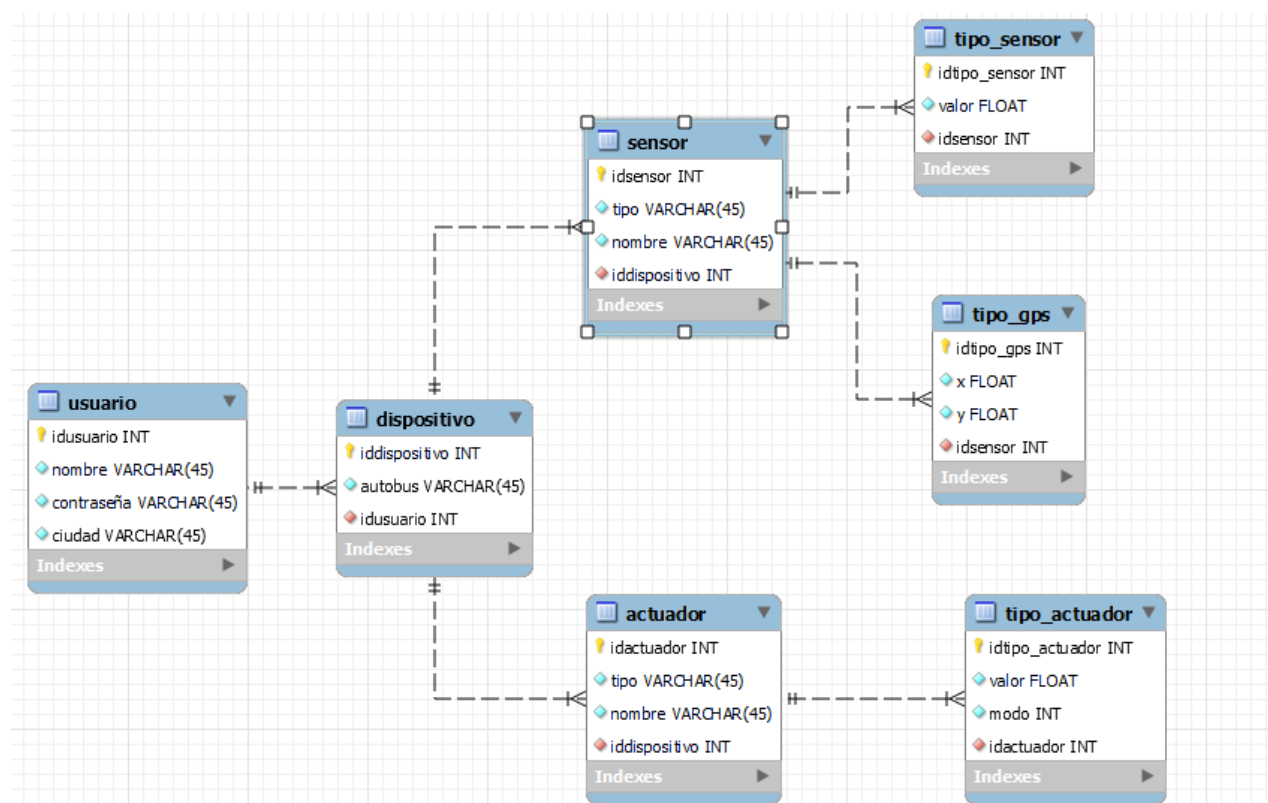 tipo_sensor
idtipo_sensor INT
valor FLOAT
idsensor INT
Indexes
sensor
idsensor INT
tipo VARCHAR(45)
nombre VARCHAR(45)
iddispositivo INT
Indexes
tipo_gps
idtipo_gps INT
x FLOAT
y FLOAT
idsensor INT
Indexes
usuario
idusuario INT
nombre VARCHAR(45)
contraseña VARCHAR(45)
ciudad VARCHAR(45)
Indexes
dispositivo
iddispositivo INT
autobus VARCHAR(45)
idusuario INT
Indexes
actuador
idactuador INT
tipo VARCHAR(45)
nombre VARCHAR(45)
iddispositivo INT
Indexes
tipo_actuador
idtipo_actuador INT
valor FLOAT
modo INT
idactuador INT
Indexes